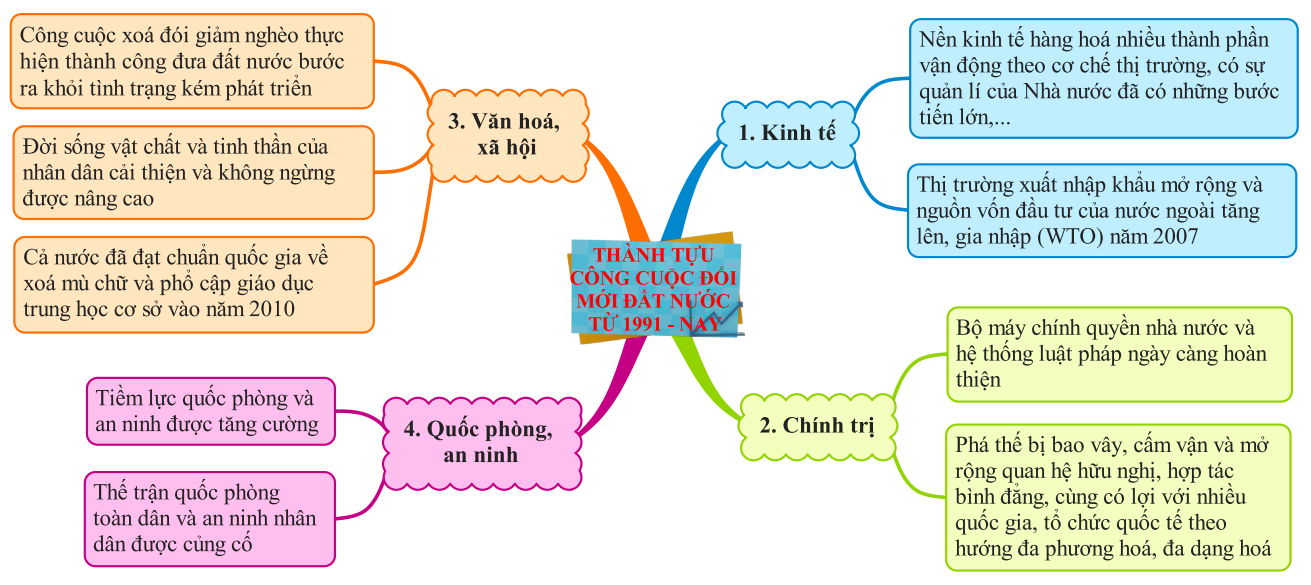 THÀNH TỰU
CÔNG CUỘC ĐỔI
MỚI ĐẤT NƯỚC
TỪ 1991 - NAY
1. Kinh tế
Nền kinh tế hàng hoá nhiều thành phần
vận động theo cơ chế thị trường, có sự
quản lí của Nhà nước đã có những bước
tiến lớn,...
Thị trường xuất nhập khẩu mở rộng và
nguồn vốn đầu tư của nước ngoài tăng
lên, gia nhập (WTO) năm 2007
2. Chính trị
Bộ máy chính quyền nhà nước và
hệ thống luật pháp ngày càng hoàn
thiện
Phá thế bị bao vây, cấm vận và mở
rộng quan hệ hữu nghị, hợp tác
bình đẳng, cùng có lợi với nhiều
quốc gia, tổ chức quốc tế theo
hướng đa phương hoá, đa dạng hoá
3. Văn hoá,
xã hội
Công cuộc xoá đói giảm nghèo thực
hiện thành công đưa đất nước bước
ra khỏi tình trạng kém phát triển
Đời sống vật chất và tinh thần của
nhân dân cải thiện và không ngừng
được nâng cao
Cả nước đã đạt chuẩn quốc gia về
xoá mù chữ và phổ cập giáo dục
trung học cơ sở vào năm 2010
4. Quốc phòng,
an ninh
Tiềm lực quốc phòng và
an ninh được tăng cường
Thế trận quốc phòng
toàn dân và an ninh nhân
dân được củng cố